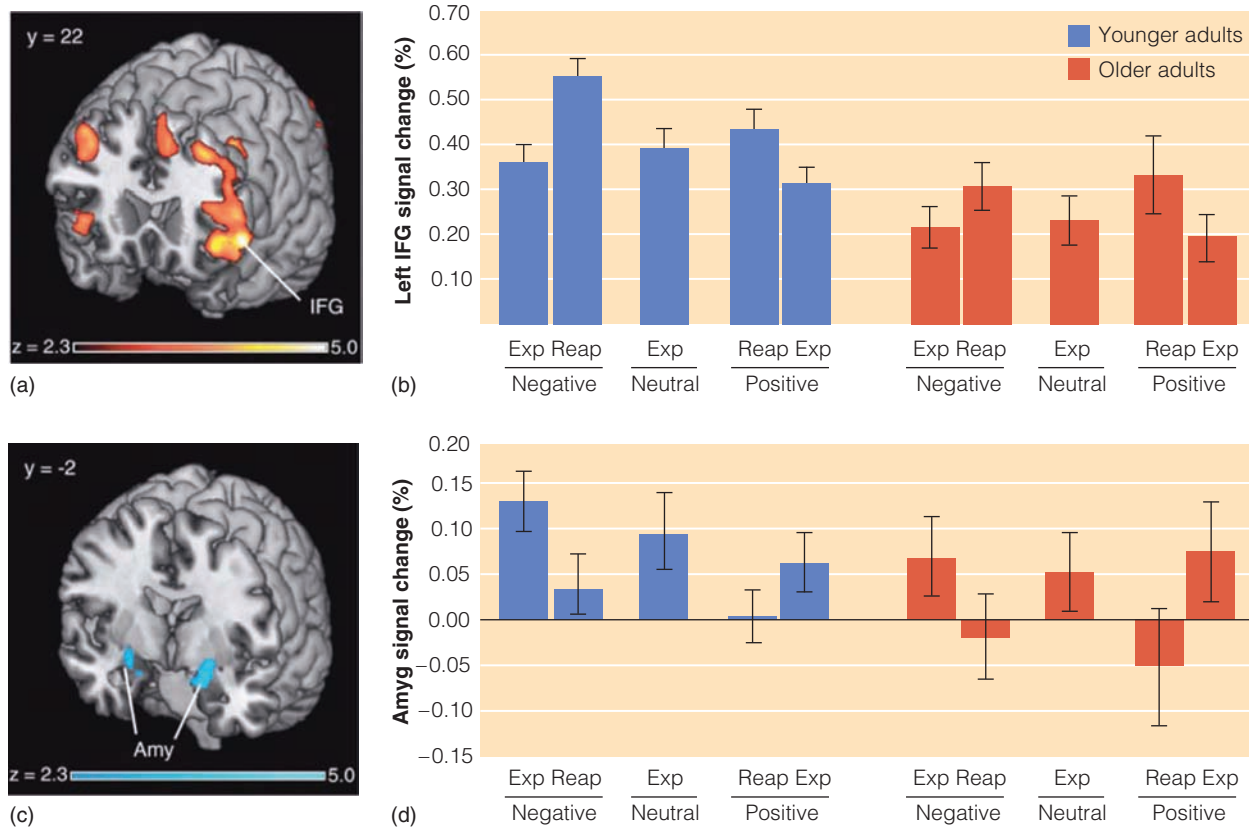 y = 22
IFG
z = 2.3 5.0
(a)
Left IFG signal change (%)
0.70
0.60
0.50
0.40
0.30
0.20
0.10
Younger adults
Older adults
Exp Reap Exp Reap Exp Exp Reap Exp Reap Exp
Negative Neutral Positive Negative Neutral Positive
(b)
y = -2
Amy
z = 2.3 5.0
(c)
Amyg signal change (%)
0.20
0.15
0.10
0.05
0.00
−0.05
−0.10
−0.15
Exp Reap Exp Reap Exp Exp Reap Exp Reap Exp
Negative Neutral Positive Negative Neutral Positive
(d)